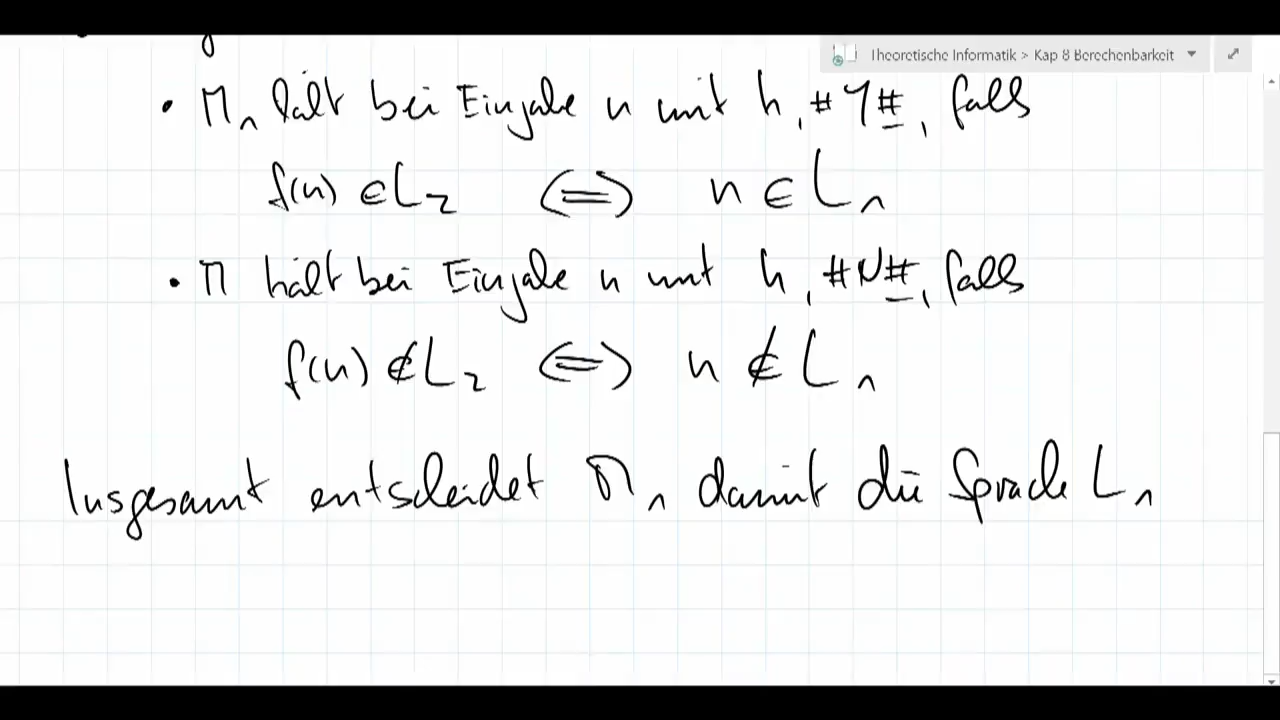 Theoretische Informatik > Kap 8 Berechenbarkeit
• M₁ hält bei Eingabe n mit h, #Y#, falls
f(n) ∈ L₂ ⇔ n ∈ L₁
• M hält bei Eingabe n mit h, #N#, falls
f(n) ∉ L₂ ⇔ n ∉ L₁
Insgesamt entscheidet M₁ damit die Sprache L₁